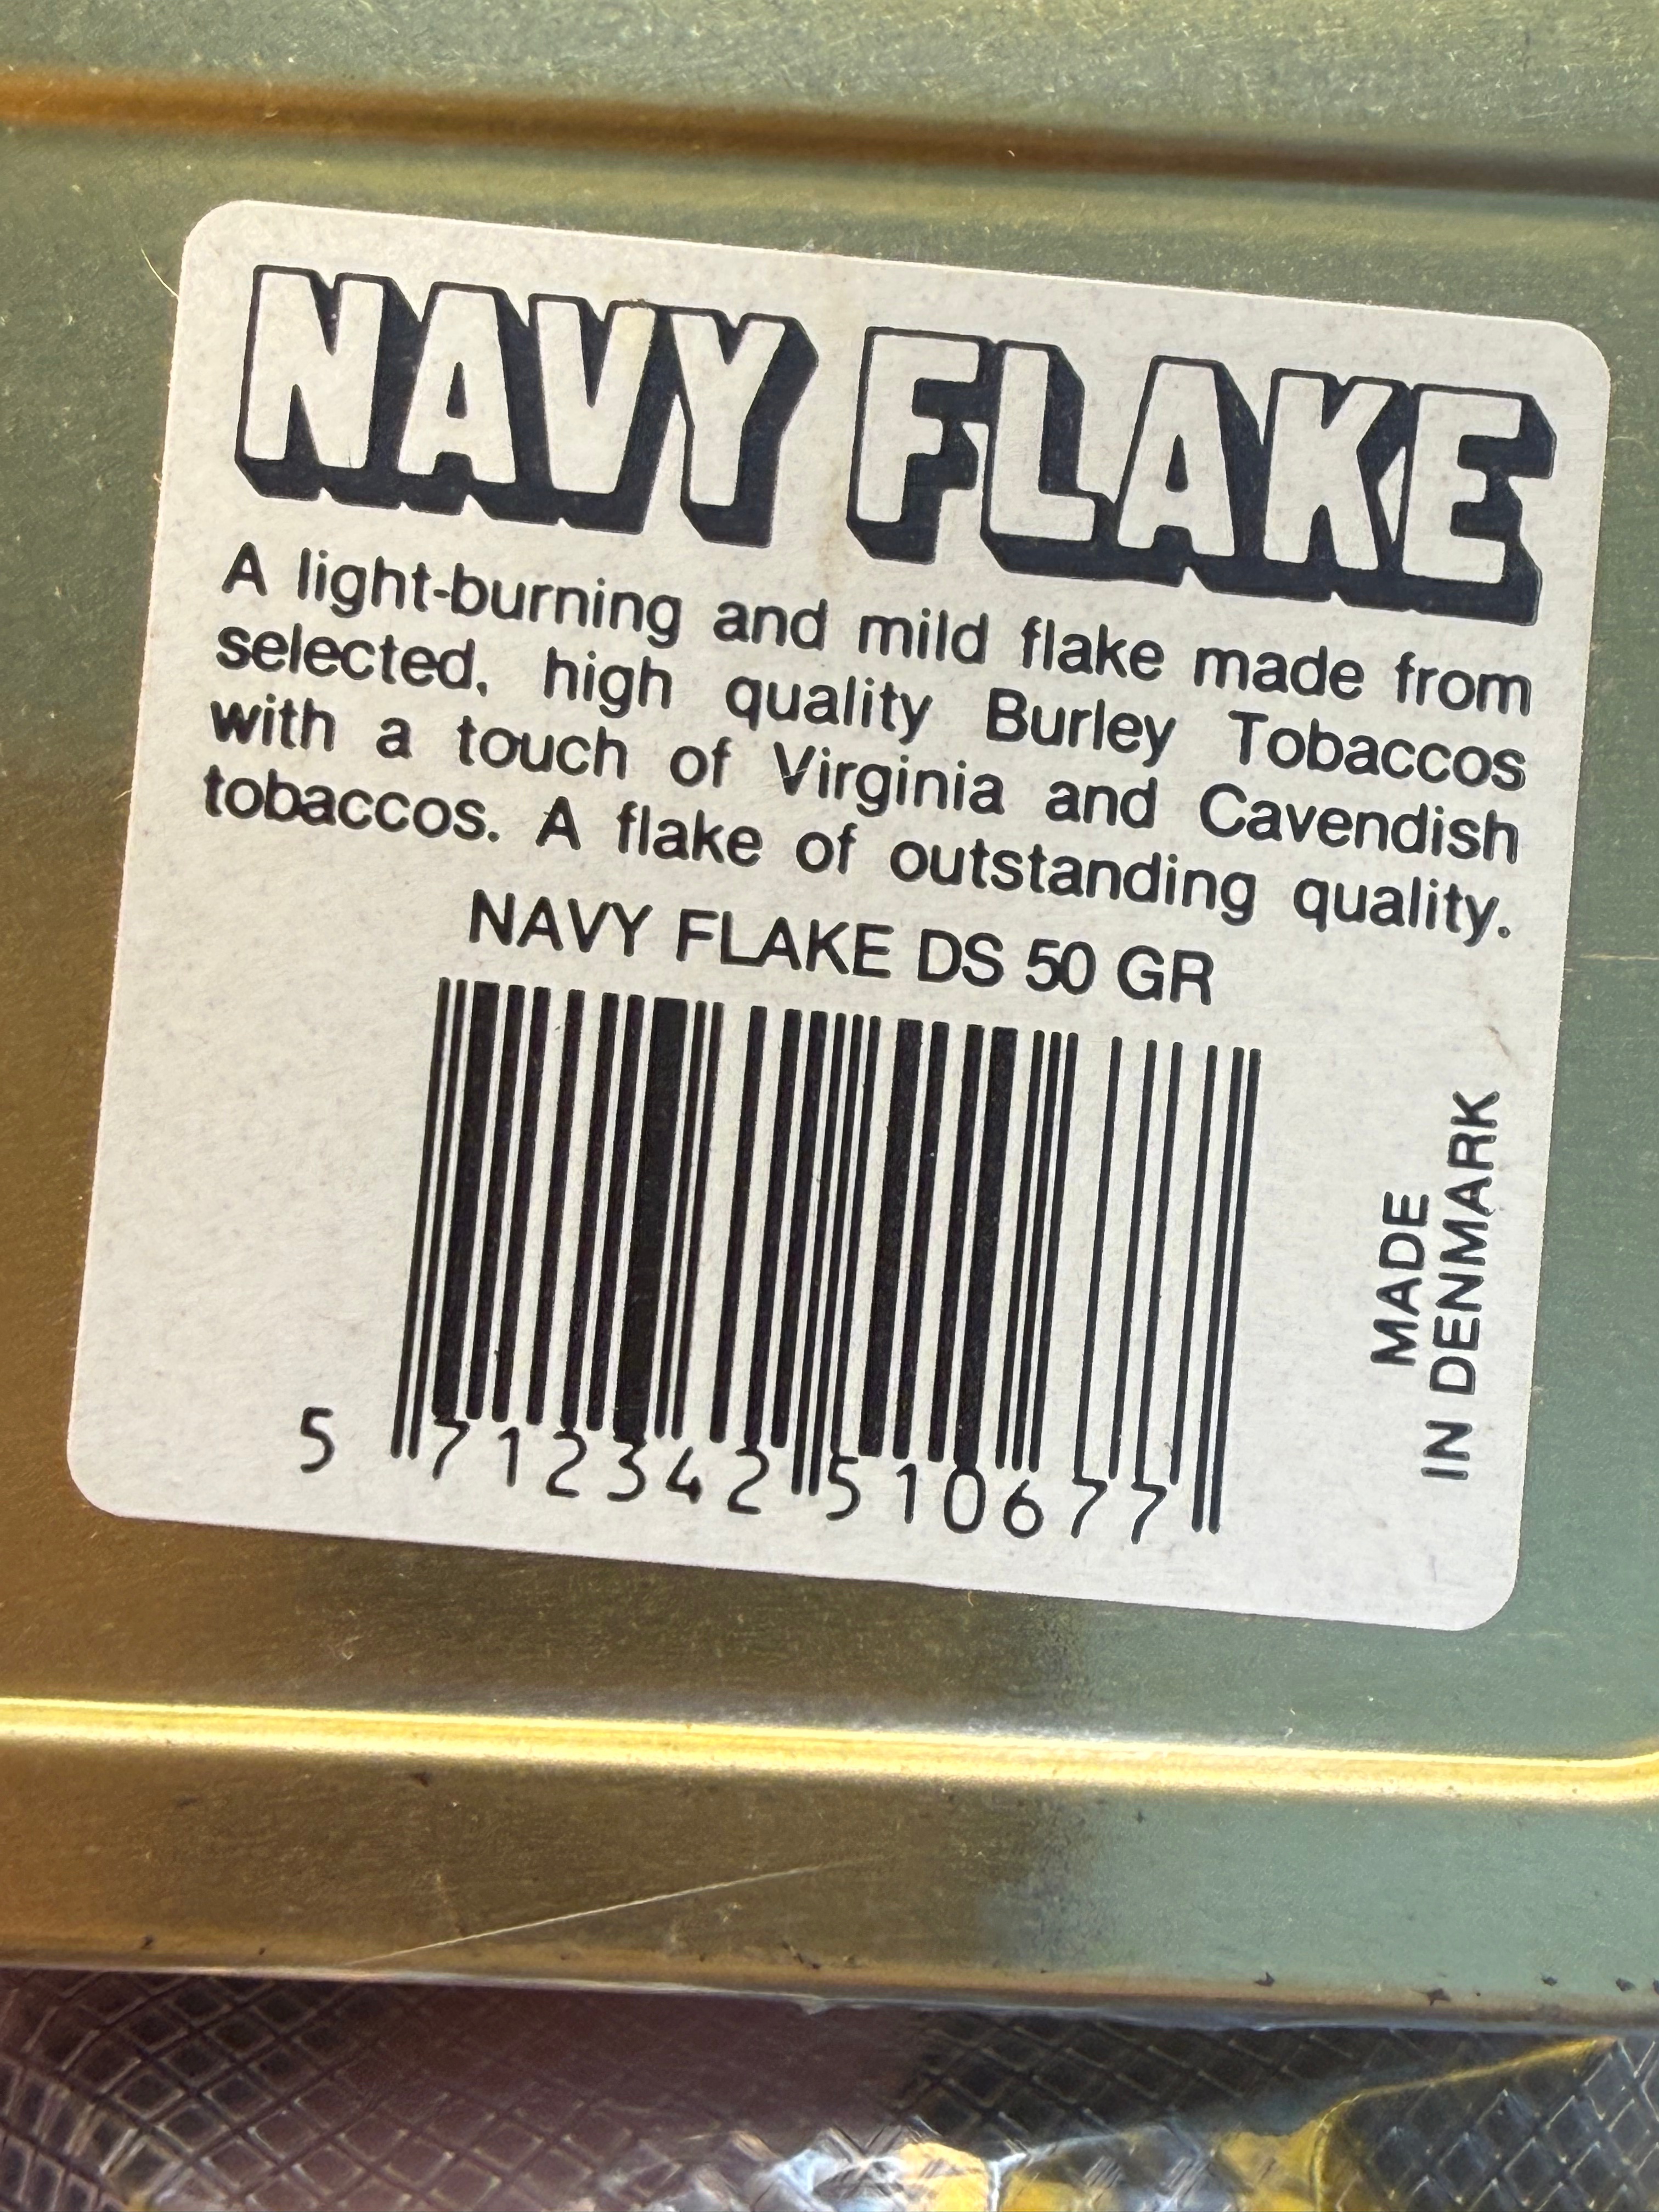 NAVY FLAKE
A light-burning and mild flake made from
selected, high quality Burley Tobaccos
with a touch of Virginia and Cavendish
tobaccos. A flake of outstanding quality.
NAVY FLAKE DS 50 GR
5 712342 510677
MADE
IN DENMARK